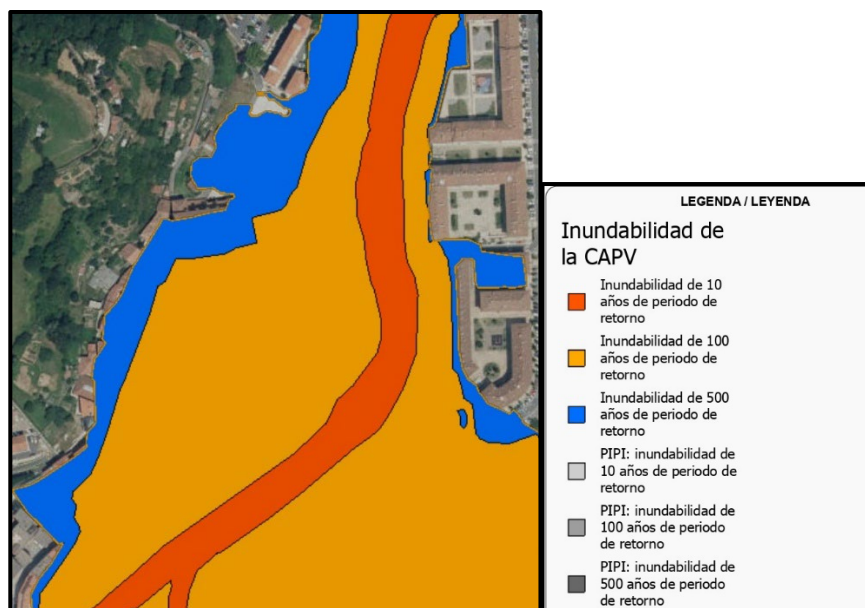 LEGENDA / LEYENDA
Inundabilidad de
la CAPV
Inundabilidad de 10
años de periodo de
retorno
Inundabilidad de 100
años de periodo de
retorno
Inundabilidad de 500
años de periodo de
retorno
PIPI: inundabilidad de
10 años de periodo de
retorno
PIPI: inundabilidad de
100 años de periodo
de retorno
PIPI: inundabilidad de
500 años de periodo
de retorno